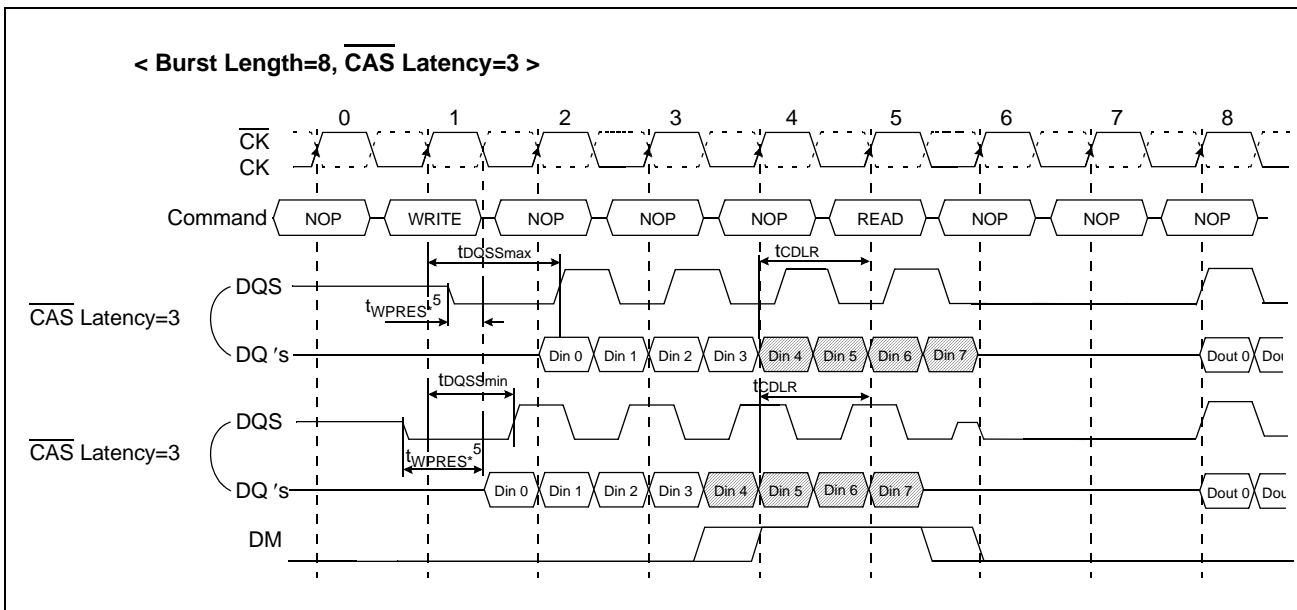 < Burst Length=8, CAS Latency=3 >
0 1 2 3 4 5 6 7 8
CK
CK
Command NOP WRITE NOP NOP NOP READ NOP NOP NOP
tDQSSmax tCDLR
DQS
tWPRES*5
CAS Latency=3
DQ 's Din 0 Din 1 Din 2 Din 3 Din 4 Din 5 Din 6 Din 7 Dout 0
tDQSSmin tCDLR
DQS
CAS Latency=3
tWPRES*5
DQ 's Din 0 Din 1 Din 2 Din 3 Din 4 Din 5 Din 6 Din 7 Dout 0
DM